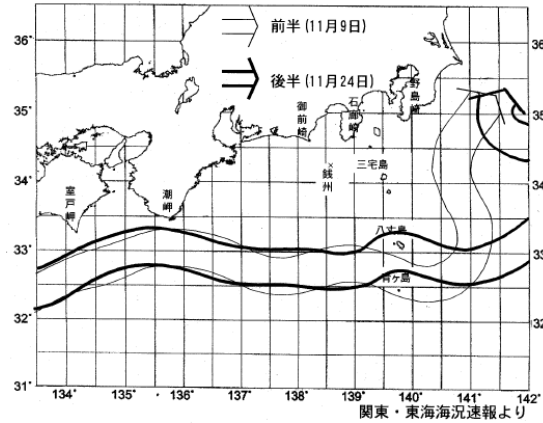 36°
35°
34°
33°
32°
31°
前半(11月9日)
後半(11月24日)
野島崎
石廊崎
御前崎
三宅島
銭州
潮岬
室戸岬
八丈島
青ヶ島
36
35
34
33
32
134°
135°
136°
137°
138°
139°
140°
141°
142°
関東・東海海況速報より